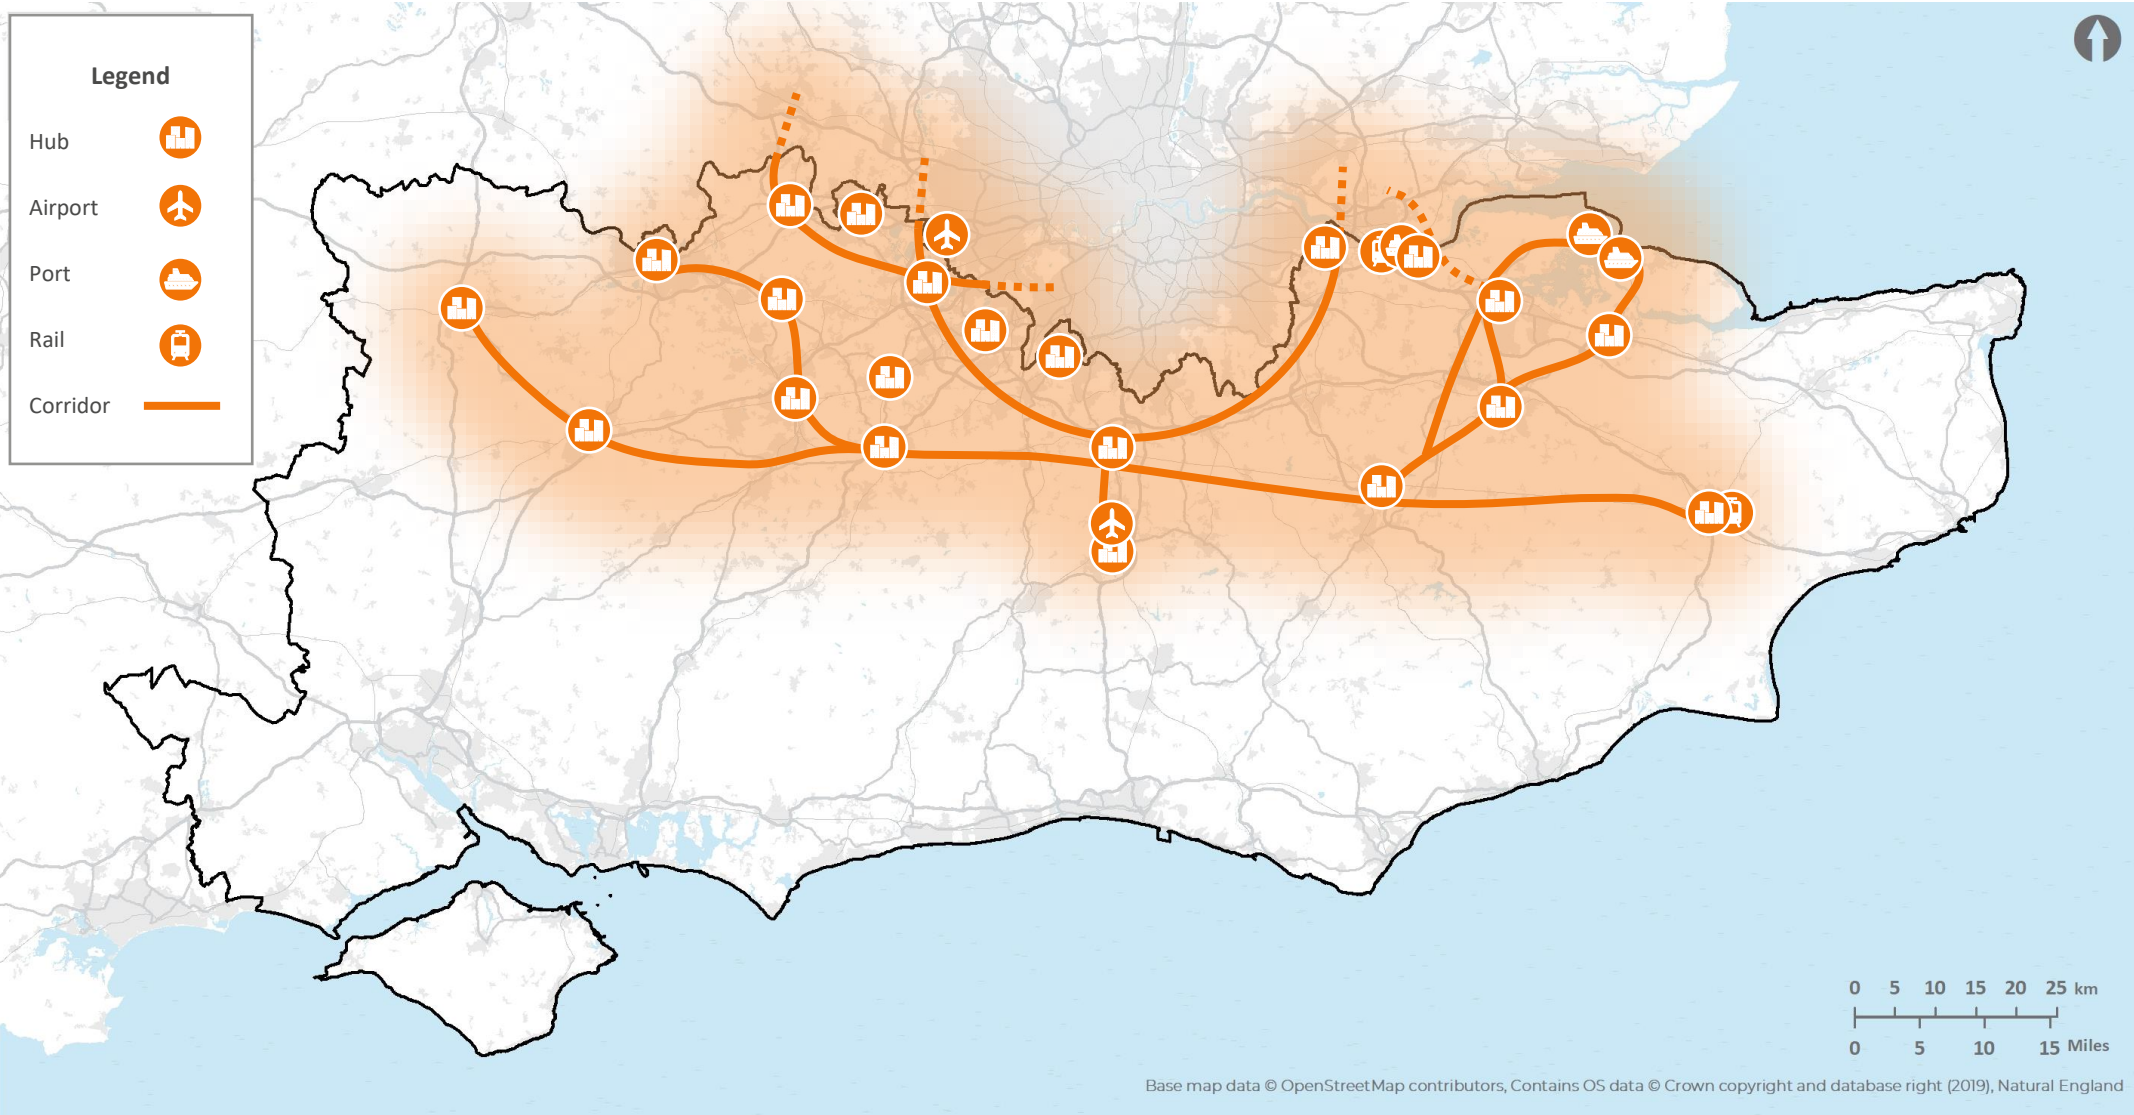 Legend
Hub
Airport
Port
Rail
Corridor
0 5 10 15 20 25 km
0 5 10 15 Miles
Base map data © OpenStreetMap contributors, Contains OS data © Crown copyright and database right (2019), Natural England